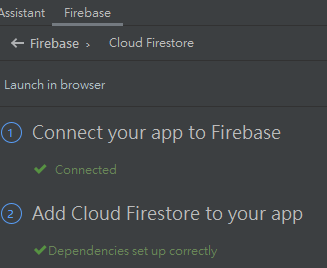 Assistant Firebase
← Firebase › Cloud Firestore
Launch in browser
1 Connect your app to Firebase
✔ Connected
2 Add Cloud Firestore to your app
✔ Dependencies set up correctly